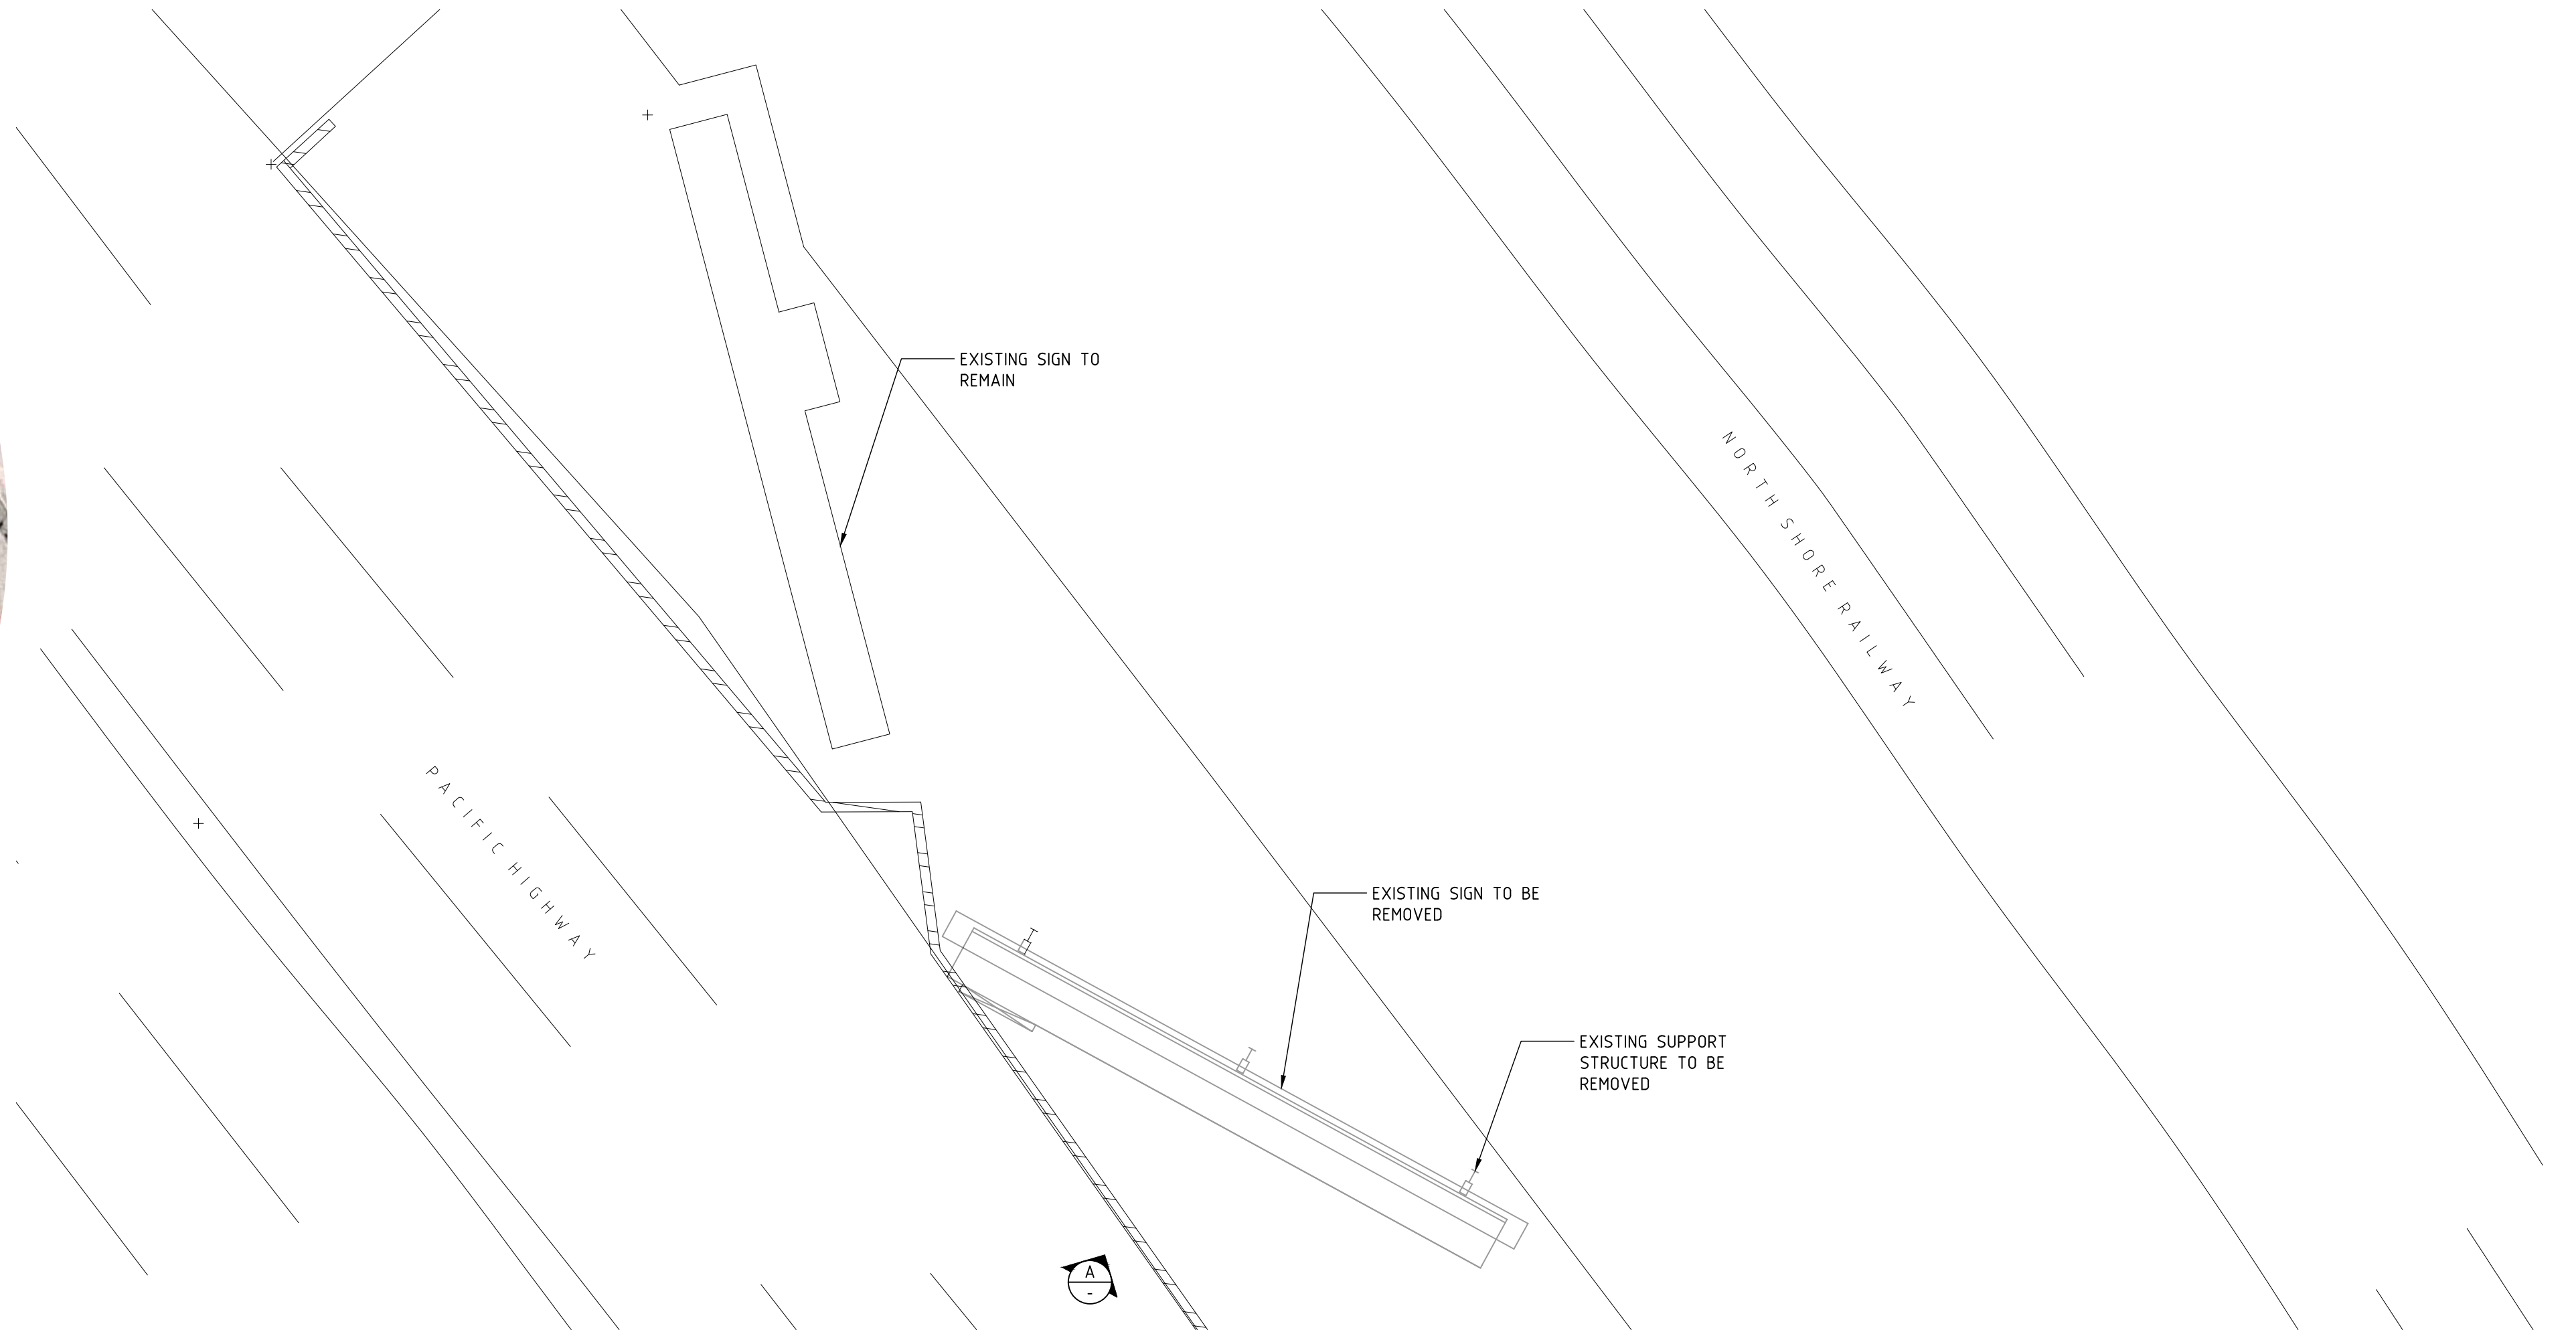 EXISTING SIGN TO
REMAIN
NORTH SHORE RAILWAY
PACIFIC HIGHWAY
EXISTING SIGN TO BE
REMOVED
EXISTING SUPPORT
STRUCTURE TO BE
REMOVED
A
-